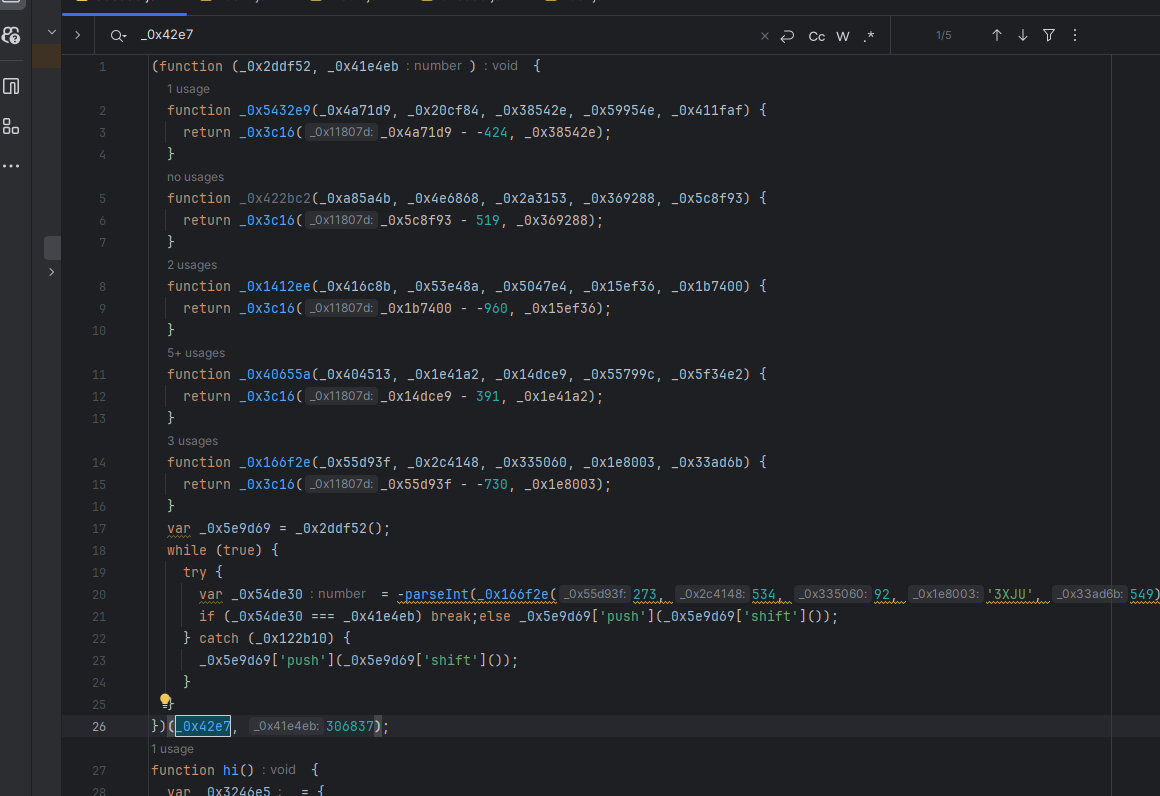 _0x42e7
Cc W .* 1/5
1 (function (_0x2ddf52, _0x41e4eb : number ) : void {
1 usage
2 function _0x5432e9(_0x4a71d9, _0x20cf84, _0x38542e, _0x59954e, _0x411faf) {
3 return _0x3c16( _0x11807d: _0x4a71d9 - -424, _0x38542e);
4 }
no usages
5 function _0x422bc2(_0xa85a4b, _0x4e6868, _0x2a3153, _0x369288, _0x5c8f93) {
6 return _0x3c16( _0x11807d: _0x5c8f93 - 519, _0x369288);
7 }
2 usages
8 function _0x1412ee(_0x416c8b, _0x53e48a, _0x5047e4, _0x15ef36, _0x1b7400) {
9 return _0x3c16( _0x11807d: _0x1b7400 - -960, _0x15ef36);
10 }
5+ usages
11 function _0x40655a(_0x404513, _0x1e41a2, _0x14dce9, _0x55799c, _0x5f34e2) {
12 return _0x3c16( _0x11807d: _0x14dce9 - 391, _0x1e41a2);
13 }
3 usages
14 function _0x166f2e(_0x55d93f, _0x2c4148, _0x335060, _0x1e8003, _0x33ad6b) {
15 return _0x3c16( _0x11807d: _0x55d93f - -730, _0x1e8003);
16 }
17 var _0x5e9d69 = _0x2ddf52();
18 while (true) {
19 try {
20 var _0x54de30 : number = -parseInt(_0x166f2e( _0x55d93f: 273, _0x2c4148: 534, _0x335060: 92, _0x1e8003: '3XJU', _0x33ad6b: 549)
21 if (_0x54de30 === _0x41e4eb) break;else _0x5e9d69['push'](_0x5e9d69['shift']());
22 } catch (_0x122b10) {
23 _0x5e9d69['push'](_0x5e9d69['shift']());
24 }
25 }
26 })(_0x42e7, _0x41e4eb: 306837);
1 usage
27 function hi() : void {
28 var _0x3246e5 : = {